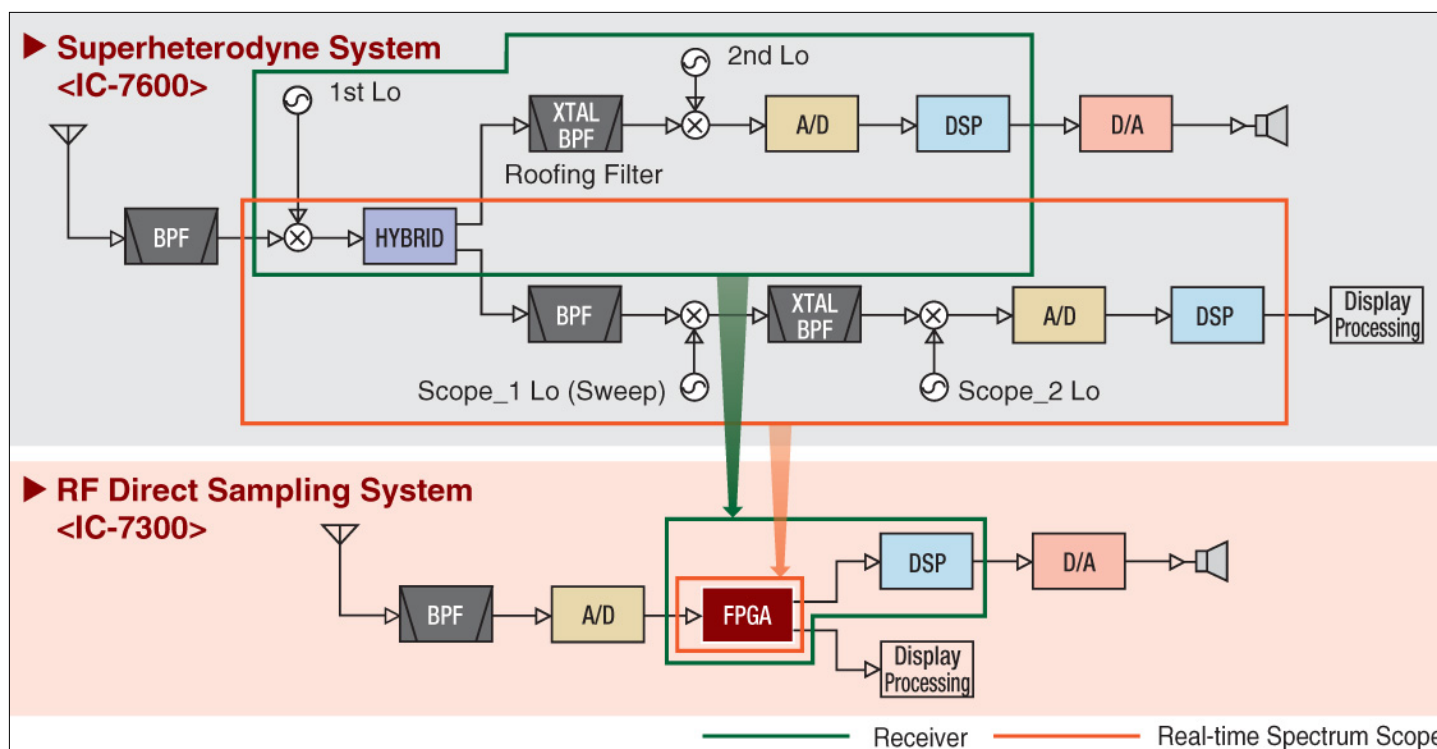 Superheterodyne System
<IC-7600>
1st Lo
2nd Lo
XTAL
BPF
A/D
DSP
D/A
Roofing Filter
BPF
HYBRID
BPF
XTAL
BPF
A/D
DSP
Display
Processing
Scope_1 Lo (Sweep)
Scope_2 Lo
RF Direct Sampling System
<IC-7300>
BPF
A/D
FPGA
DSP
D/A
Display
Processing
Receiver
Real-time Spectrum Scope